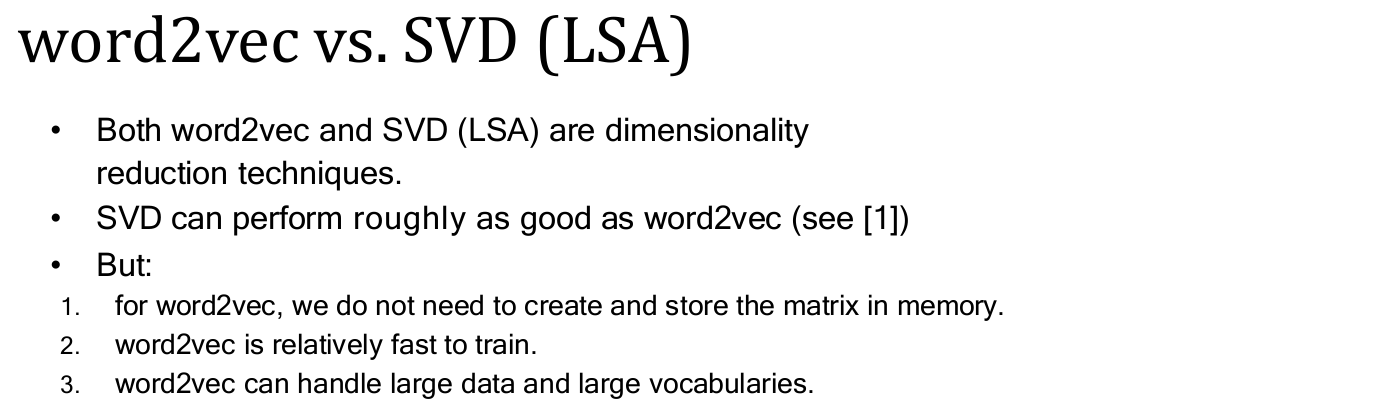 word2vec vs. SVD (LSA)
• Both word2vec and SVD (LSA) are dimensionality
reduction techniques.
• SVD can perform roughly as good as word2vec (see [1])
• But:
1. for word2vec, we do not need to create and store the matrix in memory.
2. word2vec is relatively fast to train.
3. word2vec can handle large data and large vocabularies.